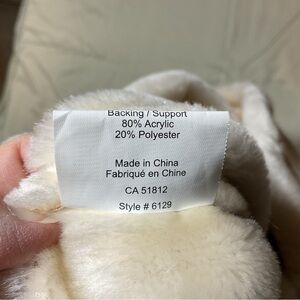 Backing / Support
80% Acrylic
20% Polyester
Made in China
Fabriqué en Chine
CA 51812
Style # 6129